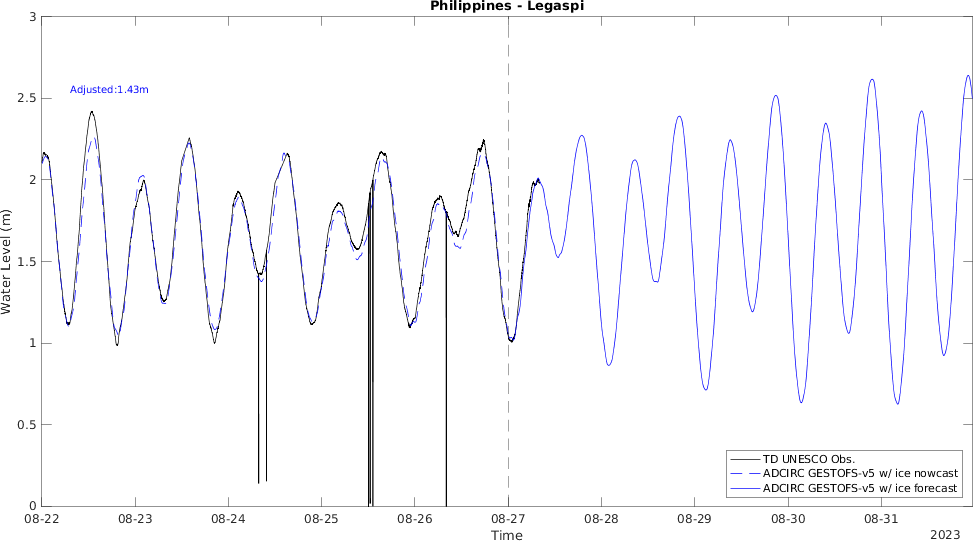 Philippines - Legaspi
3
2.5
2
1.5
1
0.5
0
Water Level (m)
Adjusted:1.43m
TD UNESCO Obs.
ADCIRC GESTOFS-v5 w/ ice nowcast
ADCIRC GESTOFS-v5 w/ ice forecast
08-22 08-23 08-24 08-25 08-26 08-27 08-28 08-29 08-30 08-31
Time
2023